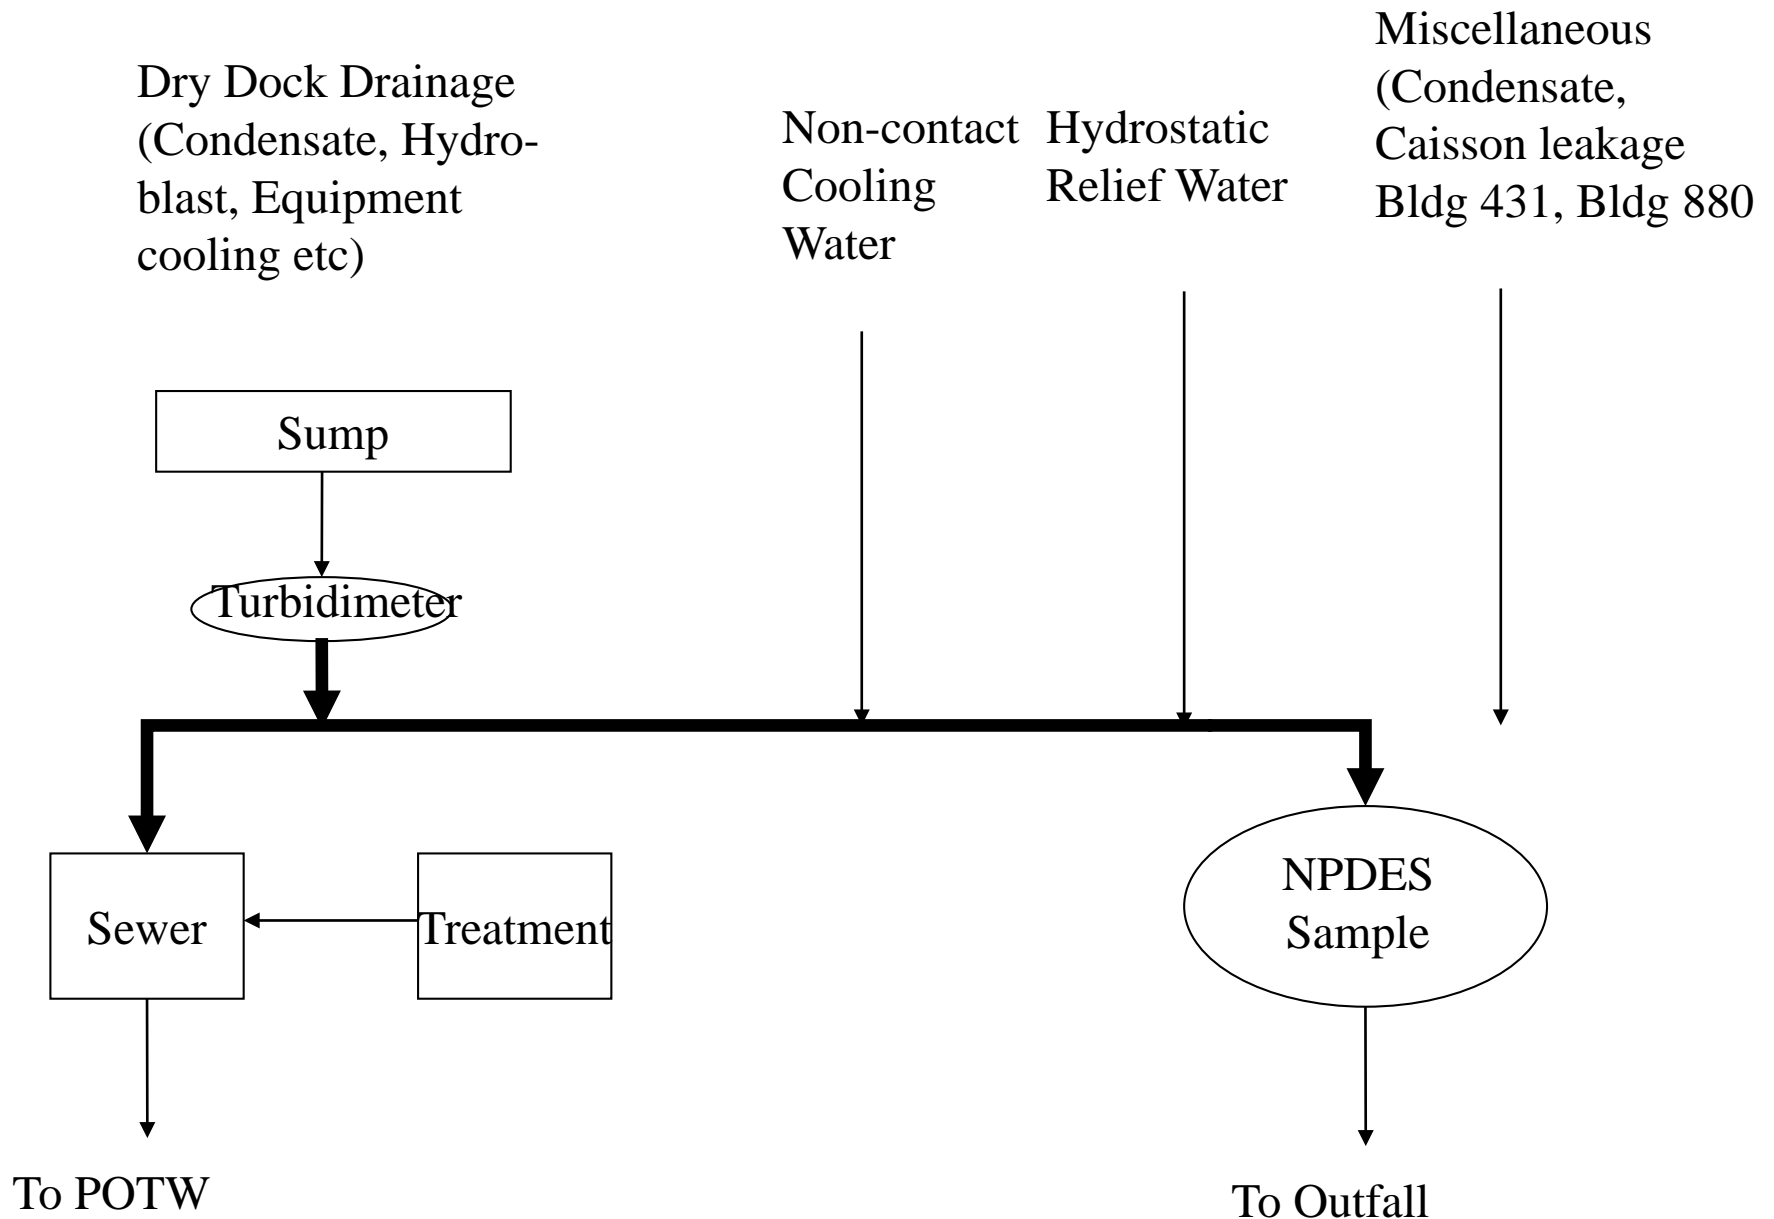 Dry Dock Drainage
(Condensate, Hydro-
blast, Equipment
cooling etc)
Non-contact
Cooling
Water
Hydrostatic
Relief Water
Miscellaneous
(Condensate,
Caisson leakage
Bldg 431, Bldg 880
Sump
Turbidimeter
Sewer
Treatment
NPDES
Sample
To POTW
To Outfall